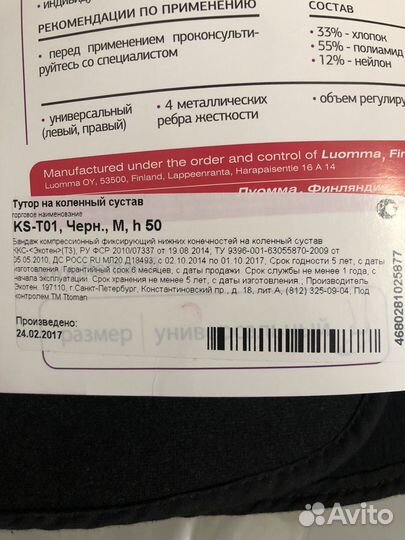 РЕКОМЕНДАЦИИ ПО ПРИМЕНЕНИЮ
• перед применением проконсульти-
руйтесь со специалистом
СОСТАВ
• 33% - хлопок
• 55% - полиамид
• 12% - нейлон
• универсальный
(левый, правый)
• 4 металлических
ребра жесткости
• объем регулиру
Manufactured under the order and control of Luomma, Fin
Luomma OY, 53500, Finland, Lappeenranta, Harapaisentie 16 A 14
Луомма, Финлянди
Тутор на коленный сустав
торговое наименование
KS-T01, Черн., M, h 50
Бандаж компрессионный фиксирующий нижних конечностей на коленный сустав
ККС-«Экотен»(Т3), РУ ФСР 2010/07337 от 19.08.2014, ТУ 9396-001-63055870-2009 от
05.05.2010, ДС РОСС RU МП20.Д18493, с 02.10.2014 по 01.10.2017, Срок годности 5 лет, с даты
изготовления. Гарантийный срок 6 месяцев, с даты продажи. Срок службы не менее 1 года, с
начала эксплуатации. Срок хранения не менее 5 лет, с даты изготовления.; Производитель
Экотен. 197110, г.Санкт-Петербург, Константиновский пр., д. 18, лит А, (812) 325-09-04; Под
контролем ТМ Ttoman
Произведено:
24.02.2017
размер
универсальный
4680281025877
Avito